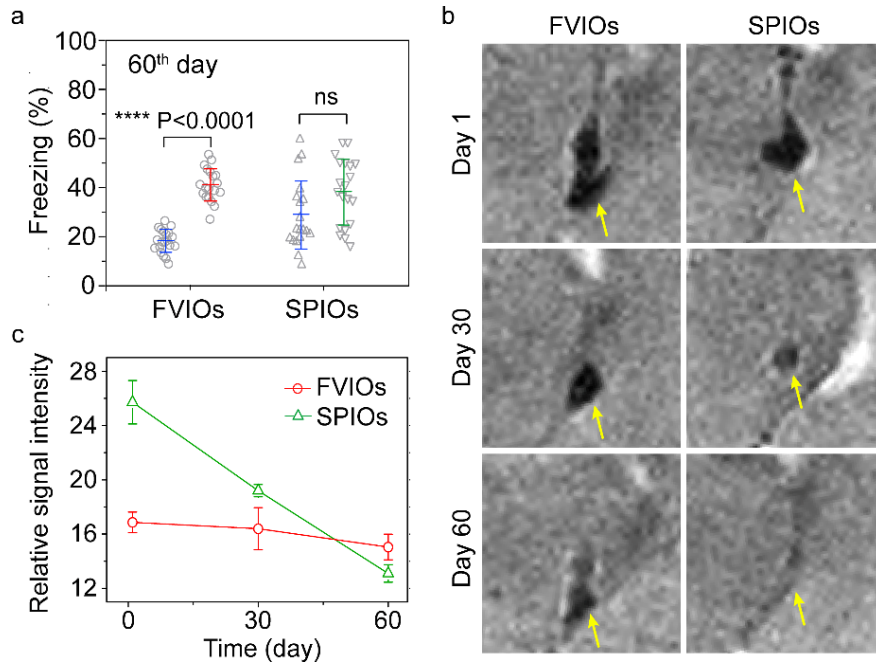 a
100
80
60
40
20
0
Freezing (%)
60th day
**** P<0.0001
ns
FVIOs
SPIOs
b
FVIOs
SPIOs
Day 1
Day 30
Day 60
c
28
24
20
16
12
Relative signal intensity
FVIOs
SPIOs
0
30
60
Time (day)